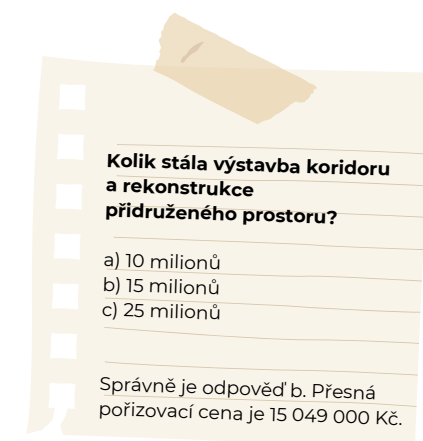 Kolik stála výstavba koridoru
a rekonstrukce
přidruženého prostoru?
a) 10 milionů
b) 15 milionů
c) 25 milionů
Správně je odpověď b. Přesná
pořizovací cena je 15 049 000 Kč.